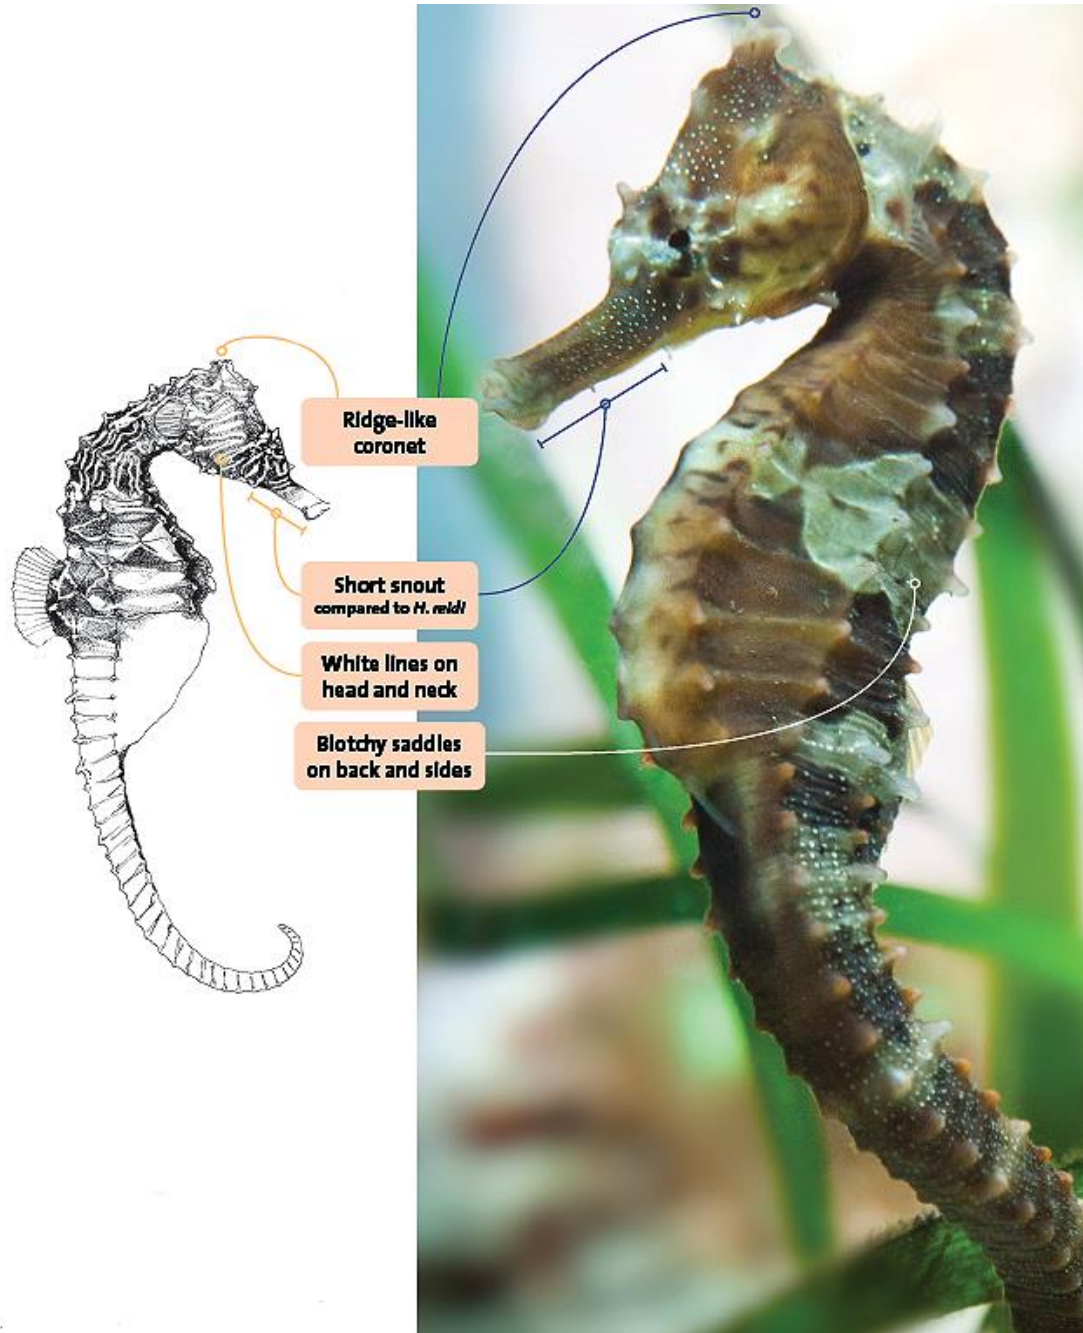 Ridge-like
coronet
Short snout
compared to H. reidi
White lines on
head and neck
Blotchy saddles
on back and sides